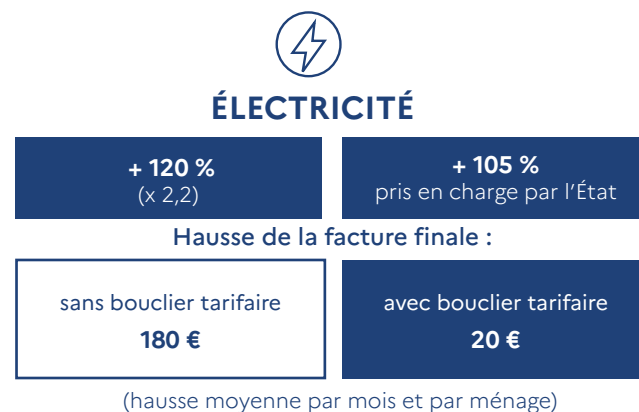 ÉLECTRICITÉ
+ 120 %
(x 2,2)
+ 105 %
pris en charge par l’État
Hausse de la facture finale :
sans bouclier tarifaire
180 €
avec bouclier tarifaire
20 €
(hausse moyenne par mois et par ménage)